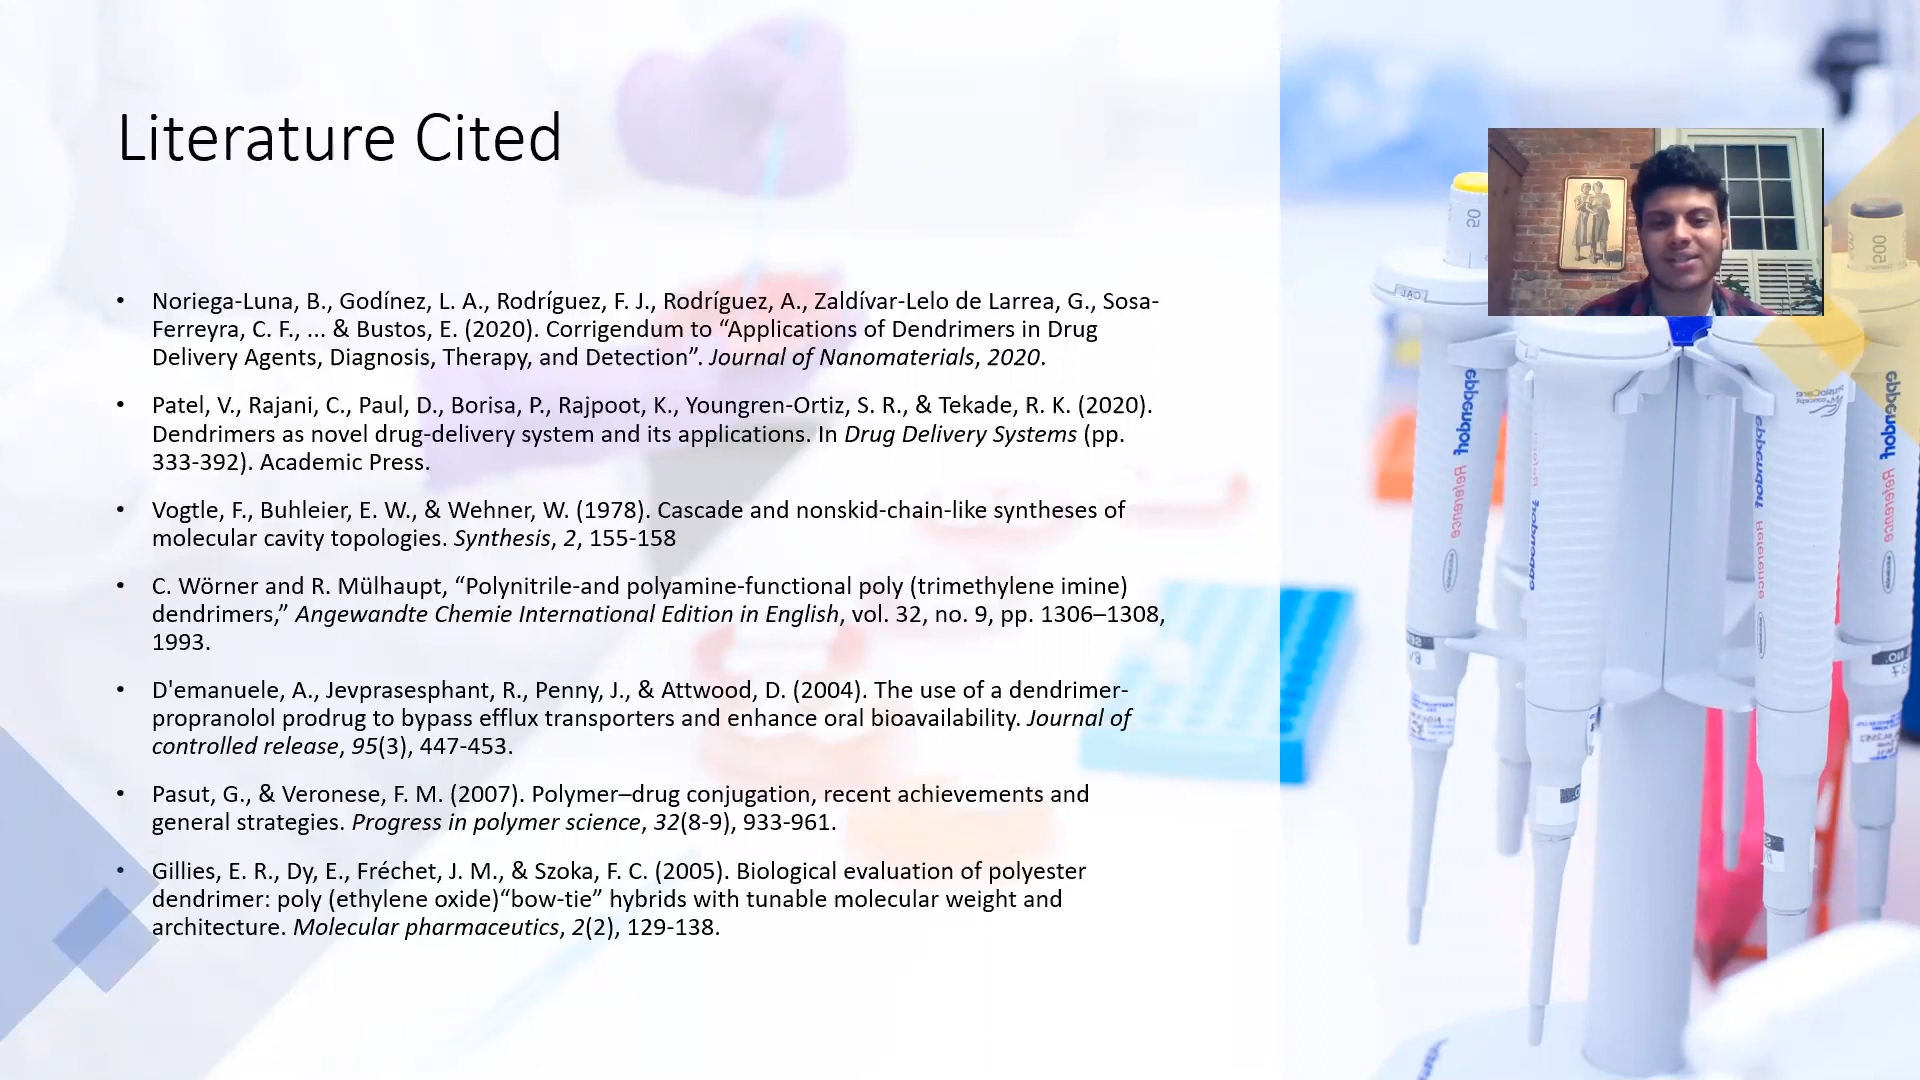 Literature Cited
• Noriega-Luna, B., Godínez, L. A., Rodríguez, F. J., Rodríguez, A., Zaldívar-Lelo de Larrea, G., Sosa-
Ferreyra, C. F., ... & Bustos, E. (2020). Corrigendum to “Applications of Dendrimers in Drug
Delivery Agents, Diagnosis, Therapy, and Detection”. Journal of Nanomaterials, 2020.
• Patel, V., Rajani, C., Paul, D., Borisa, P., Rajpoot, K., Youngren-Ortiz, S. R., & Tekade, R. K. (2020).
Dendrimers as novel drug-delivery system and its applications. In Drug Delivery Systems (pp.
333-392). Academic Press.
• Vogtle, F., Buhleier, E. W., & Wehner, W. (1978). Cascade and nonskid-chain-like syntheses of
molecular cavity topologies. Synthesis, 2, 155-158
• C. Wörner and R. Mülhaupt, “Polynitrile-and polyamine-functional poly (trimethylene imine)
dendrimers,” Angewandte Chemie International Edition in English, vol. 32, no. 9, pp. 1306–1308,
1993.
• D'emanuele, A., Jevprasesphant, R., Penny, J., & Attwood, D. (2004). The use of a dendrimer-
propranolol prodrug to bypass efflux transporters and enhance oral bioavailability. Journal of
controlled release, 95(3), 447-453.
• Pasut, G., & Veronese, F. M. (2007). Polymer–drug conjugation, recent achievements and
general strategies. Progress in polymer science, 32(8-9), 933-961.
• Gillies, E. R., Dy, E., Fréchet, J. M., & Szoka, F. C. (2005). Biological evaluation of polyester
dendrimer: poly (ethylene oxide)“bow-tie” hybrids with tunable molecular weight and
architecture. Molecular pharmaceutics, 2(2), 129-138.
50
CAL
500
eppendorf Reference
eppendorf
eppendorf Reference
eppendorf Reference